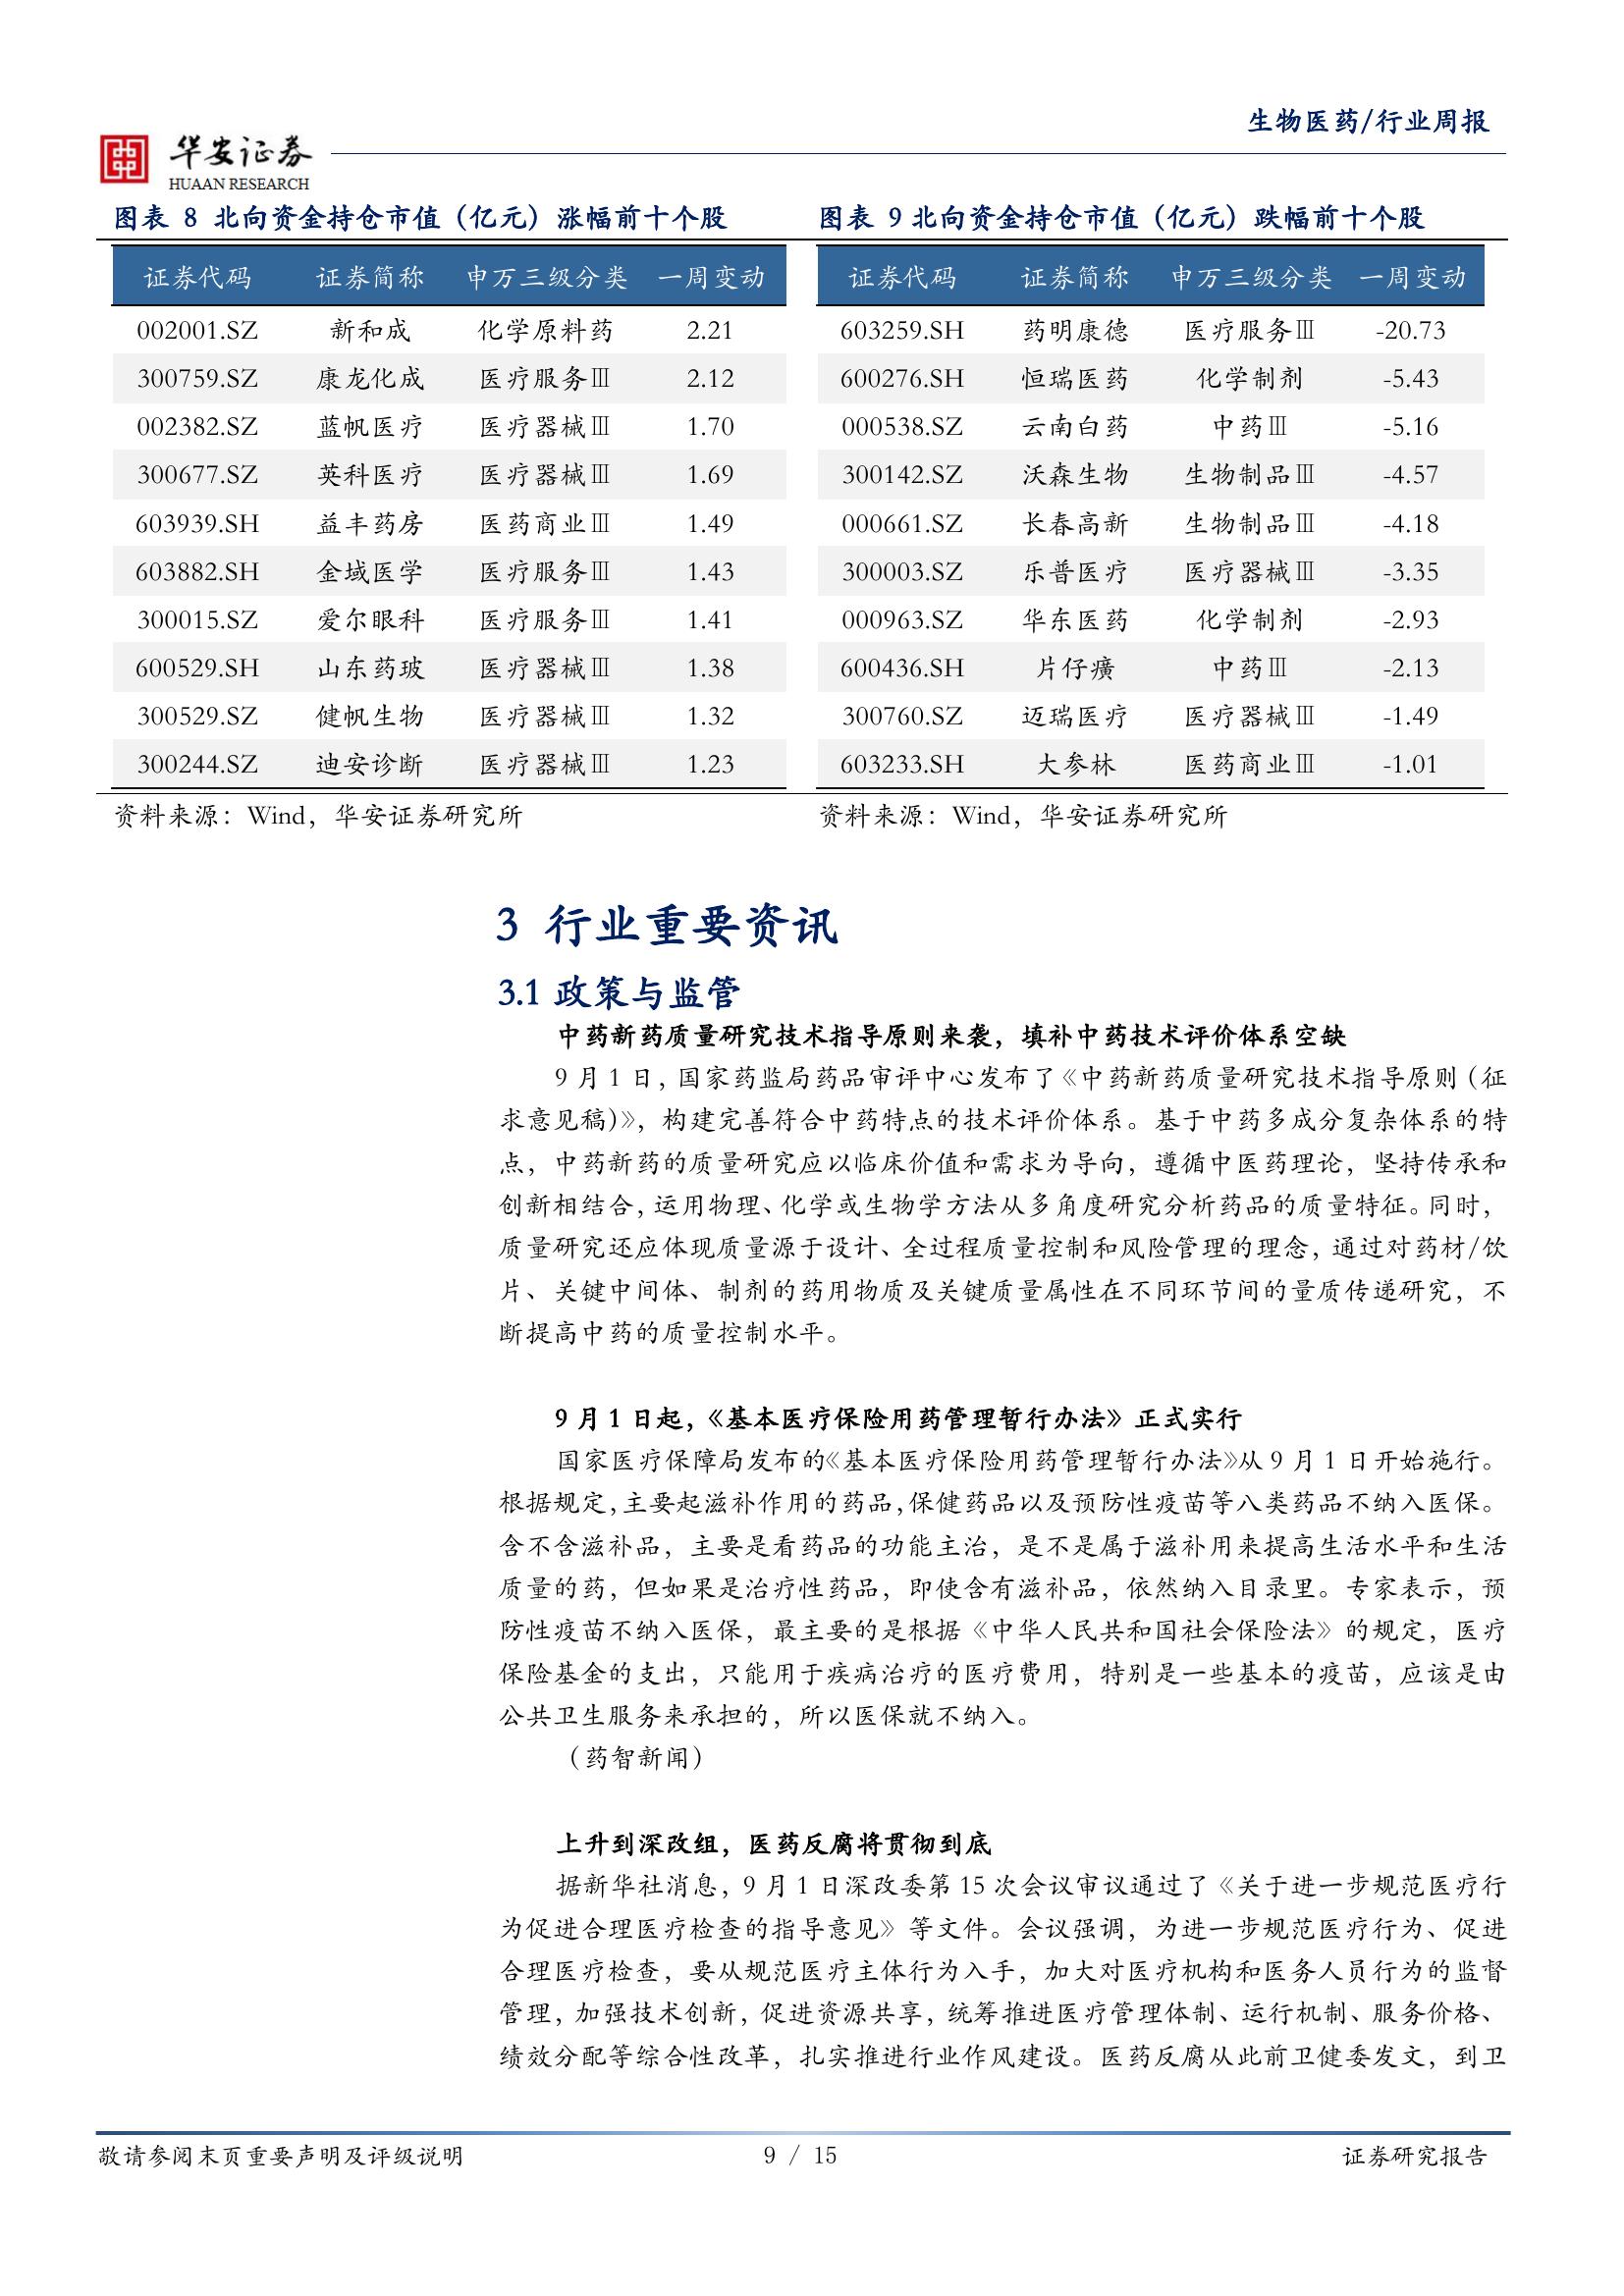 生物医药/行业周报
华安证券
HUAAN RESEARCH
图表 8 北向资金持仓市值（亿元）涨幅前十个股
证券代码 证券简称 申万三级分类 一周变动
002001.SZ 新和成 化学原料药 2.21
300759.SZ 康龙化成 医疗服务Ⅲ 2.12
002382.SZ 蓝帆医疗 医疗器械Ⅲ 1.70
300677.SZ 英科医疗 医疗器械Ⅲ 1.69
603939.SH 益丰药房 医药商业Ⅲ 1.49
603882.SH 金域医学 医疗服务Ⅲ 1.43
300015.SZ 爱尔眼科 医疗服务Ⅲ 1.41
600529.SH 山东药玻 医疗器械Ⅲ 1.38
300529.SZ 健帆生物 医疗器械Ⅲ 1.32
300244.SZ 迪安诊断 医疗器械Ⅲ 1.23
资料来源：Wind，华安证券研究所
图表 9 北向资金持仓市值（亿元）跌幅前十个股
证券代码 证券简称 申万三级分类 一周变动
603259.SH 药明康德 医疗服务Ⅲ -20.73
600276.SH 恒瑞医药 化学制剂 -5.43
000538.SZ 云南白药 中药Ⅲ -5.16
300142.SZ 沃森生物 生物制品Ⅲ -4.57
000661.SZ 长春高新 生物制品Ⅲ -4.18
300003.SZ 乐普医疗 医疗器械Ⅲ -3.35
000963.SZ 华东医药 化学制剂 -2.93
600436.SH 片仔癀 中药Ⅲ -2.13
300760.SZ 迈瑞医疗 医疗器械Ⅲ -1.49
603233.SH 大参林 医药商业Ⅲ -1.01
资料来源：Wind，华安证券研究所
3 行业重要资讯
3.1 政策与监管
中药新药质量研究技术指导原则来袭，填补中药技术评价体系空缺
9 月 1 日，国家药监局药品审评中心发布了《中药新药质量研究技术指导原则（征
求意见稿）》，构建完善符合中药特点的技术评价体系。基于中药多成分复杂体系的特
点，中药新药的质量研究应以临床价值和需求为导向，遵循中医药理论，坚持传承和
创新相结合，运用物理、化学或生物学方法从多角度研究分析药品的质量特征。同时，
质量研究还应体现质量源于设计、全过程质量控制和风险管理的理念，通过对药材/饮
片、关键中间体、制剂的药用物质及关键质量属性在不同环节间的量质传递研究，不
断提高中药的质量控制水平。
9 月 1 日起，《基本医疗保险用药管理暂行办法》正式实行
国家医疗保障局发布的《基本医疗保险用药管理暂行办法》从 9 月 1 日开始施行。
根据规定，主要起滋补作用的药品，保健药品以及预防性疫苗等八类药品不纳入医保。
含不含滋补品，主要是看药品的功能主治，是不是属于滋补用来提高生活水平和生活
质量的药，但如果是治疗性药品，即使含有滋补品，依然纳入目录里。专家表示，预
防性疫苗不纳入医保，最主要的是根据《中华人民共和国社会保险法》的规定，医疗
保险基金的支出，只能用于疾病治疗的医疗费用，特别是一些基本的疫苗，应该是由
公共卫生服务来承担的，所以医保就不纳入。
（药智新闻）
上升到深改组，医药反腐将贯彻到底
据新华社消息，9 月 1 日深改委第 15 次会议审议通过了《关于进一步规范医疗行
为促进合理医疗检查的指导意见》等文件。会议强调，为进一步规范医疗行为、促进
合理医疗检查，要从规范医疗主体行为入手，加大对医疗机构和医务人员行为的监督
管理，加强技术创新，促进资源共享，统筹推进医疗管理体制、运行机制、服务价格、
绩效分配等综合性改革，扎实推进行业作风建设。医药反腐从此前卫健委发文，到卫
敬请参阅末页重要声明及评级说明 9 / 15 证券研究报告